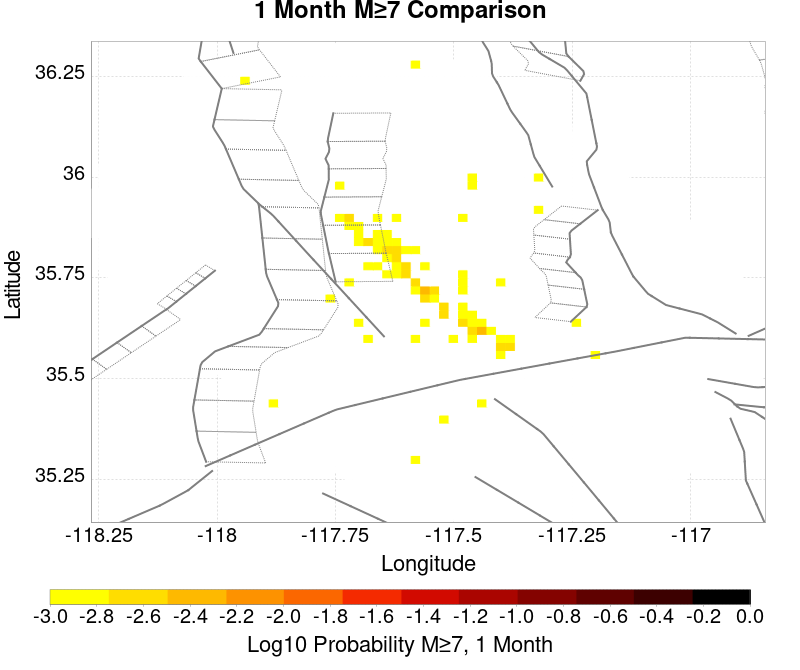 1 Month M≥7 Comparison
36.25
36
35.75
35.5
35.25
Latitude
-118.25 -118 -117.75 -117.5 -117.25 -117
Longitude
-3.0 -2.8 -2.6 -2.4 -2.2 -2.0 -1.8 -1.6 -1.4 -1.2 -1.0 -0.8 -0.6 -0.4 -0.2 0.0
Log10 Probability M≥7, 1 Month